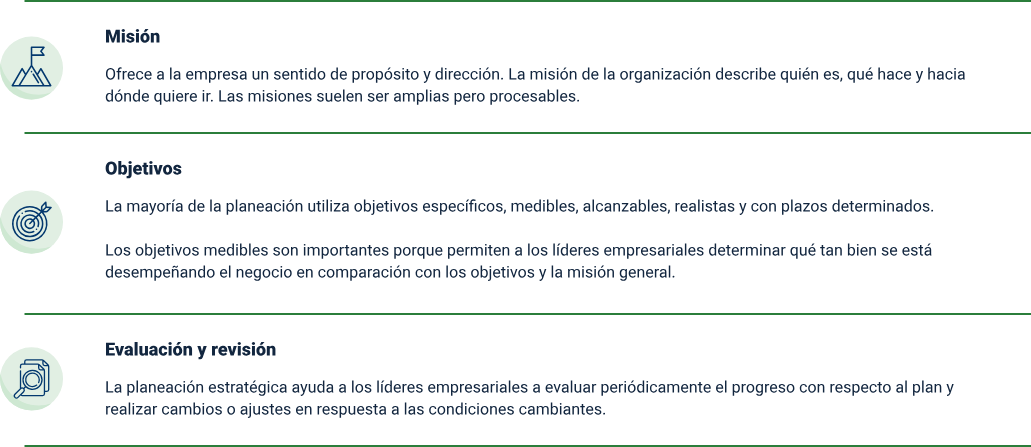 Misión
Ofrece a la empresa un sentido de propósito y dirección. La misión de la organización describe quién es, qué hace y hacia
dónde quiere ir. Las misiones suelen ser amplias pero procesables.
Objetivos
La mayoría de la planeación utiliza objetivos específicos, medibles, alcanzables, realistas y con plazos determinados.
Los objetivos medibles son importantes porque permiten a los líderes empresariales determinar qué tan bien se está
desempeñando el negocio en comparación con los objetivos y la misión general.
Evaluación y revisión
La planeación estratégica ayuda a los líderes empresariales a evaluar periódicamente el progreso con respecto al plan y
realizar cambios o ajustes en respuesta a las condiciones cambiantes.